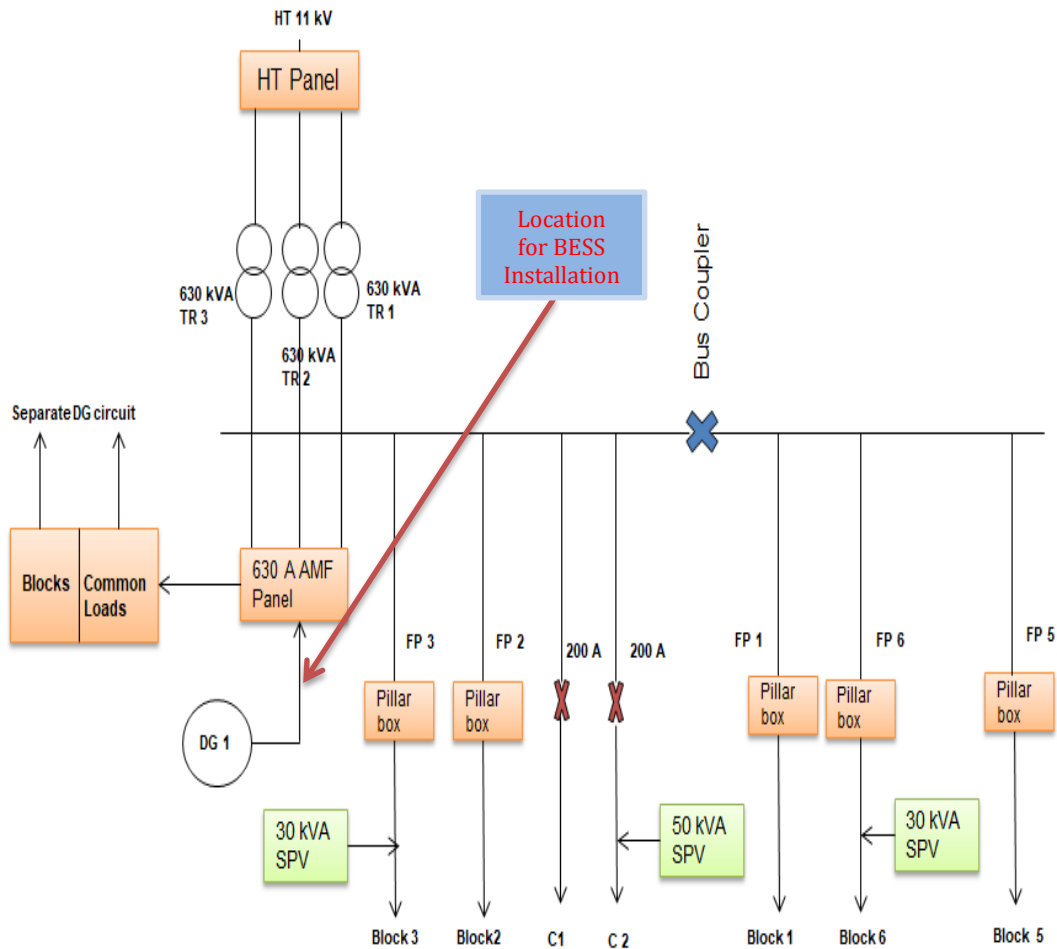 HT 11 kV
HT Panel
Location
for BESS
Installation
630 kVA
TR 3
630 kVA
TR 1
630 kVA
TR 2
Bus Coupler
Separate DG circuit
Blocks
Common
Loads
630 A AMF
Panel
FP 3
FP 2
200 A
200 A
FP 1
FP 6
FP 5
Pillar
box
Pillar
box
Pillar
box
Pillar
box
Pillar
box
DG 1
30 kVA
SPV
50 kVA
SPV
30 kVA
SPV
Block 3
Block2
C1
C 2
Block 1
Block 6
Block 5